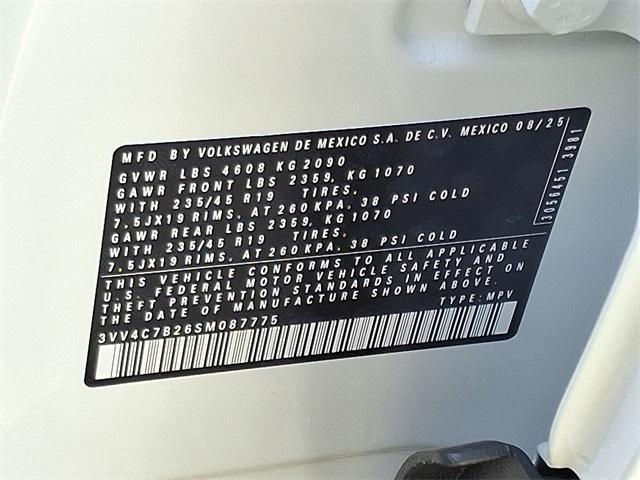 MFD BY VOLKSWAGEN DE MEXICO S.A. DE C.V. MEXICO 08/25
GVWR LBS 4608 KG 2090
GAWR FRONT LBS 2359, KG 1070
WITH 235/45 R19 TIRES.
7.5JX19 RIMS, AT 260 KPA, 38 PSI COLD
GAWR REAR LBS 2359, KG 1070
WITH 235/45 R19 TIRES.
7.5JX19 RIMS, AT 260 KPA, 38 PSI COLD
THIS VEHICLE CONFORMS TO ALL APPLICABLE
U.S. FEDERAL MOTOR VEHICLE SAFETY AND
THEFT PREVENTION STANDARDS IN EFFECT ON
THE DATE OF MANUFACTURE SHOWN ABOVE.
TYPE: MPV
3VV4C7B26SM087775
3056451 3981